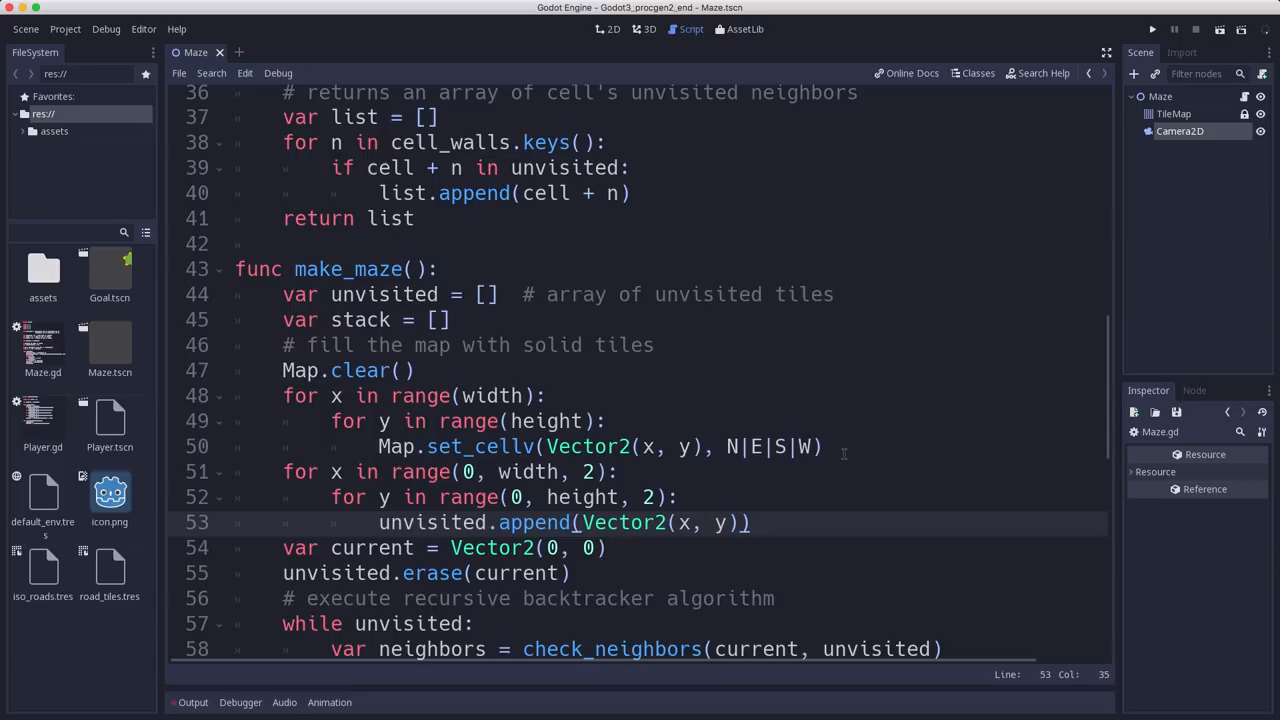 Godot Engine - Godot3_procgen2_end - Maze.tscn
Scene Project Debug Editor Help
2D 3D Script AssetLib
FileSystem
res://
Favorites:
res://
assets
assets
Goal.tscn
Maze.gd
Maze.tscn
Player.gd
Player.tscn
default_env.tre
s
icon.png
iso_roads.tres
road_tiles.tres
Maze
File Search Edit Debug
Online Docs Classes Search Help
36 # returns an array of cell's unvisited neighbors
37 var list = []
38 for n in cell_walls.keys():
39 if cell + n in unvisited:
40 list.append(cell + n)
41 return list
42
43 func make_maze():
44 var unvisited = []  # array of unvisited tiles
45 var stack = []
46 # fill the map with solid tiles
47 Map.clear()
48 for x in range(width):
49 for y in range(height):
50 Map.set_cellv(Vector2(x, y), N|E|S|W)
51 for x in range(0, width, 2):
52 for y in range(0, height, 2):
53 unvisited.append(Vector2(x, y))
54 var current = Vector2(0, 0)
55 unvisited.erase(current)
56 # execute recursive backtracker algorithm
57 while unvisited:
58 var neighbors = check_neighbors(current, unvisited)
Line: 53 Col: 35
Output Debugger Audio Animation
Scene Import
Filter nodes
Maze
TileMap
Camera2D
Inspector Node
Maze.gd
Resource
Resource
Reference